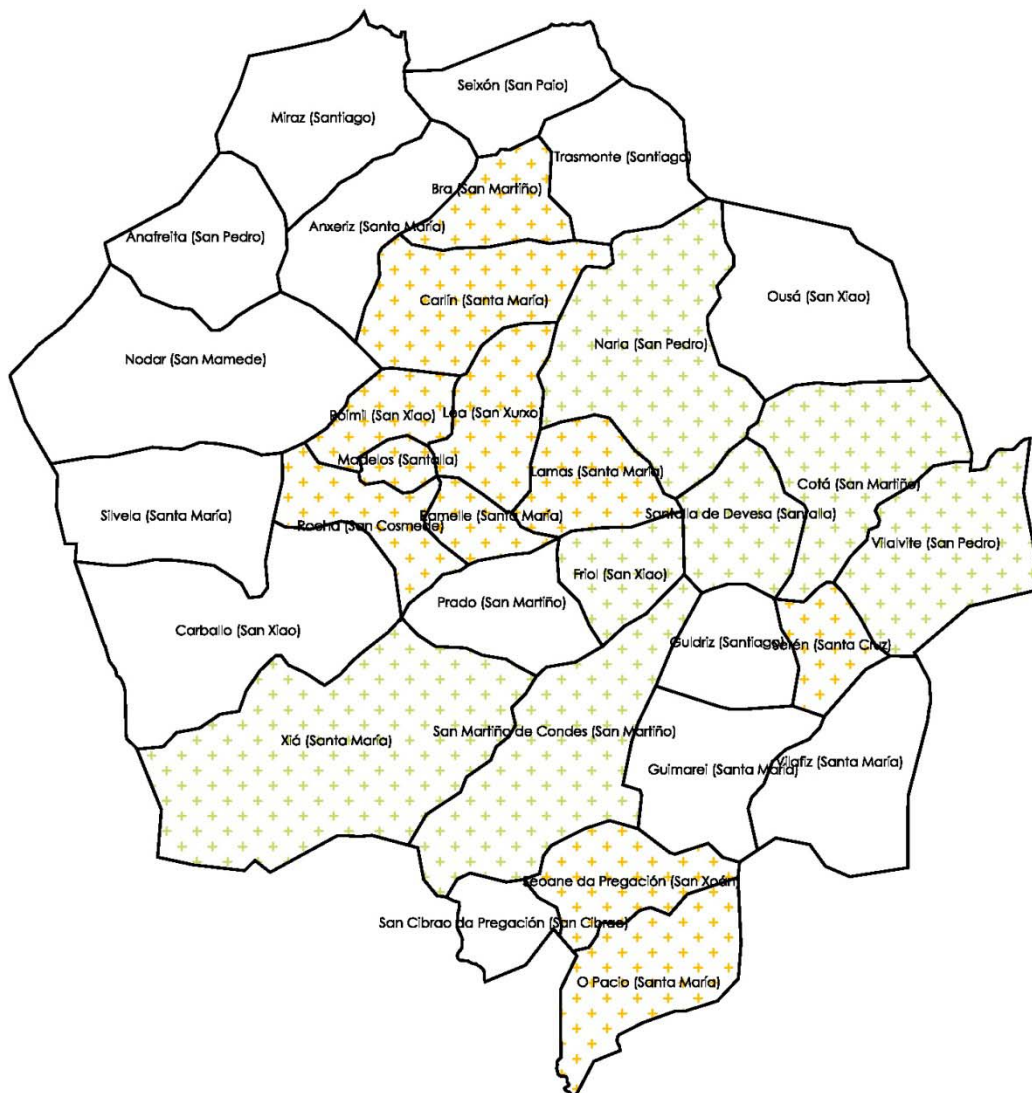 Seixón (San Paio)
Miraz (Santiago)
Trasmonte (Santiago)
Bra (San Martiño)
Anxeriz (Santa María)
Anafreita (San Pedro)
Carlín (Santa María)
Ousá (San Xiao)
Nodar (San Mamede)
Narla (San Pedro)
Roimil (San Xiao)
Lea (San Xurxo)
Madelos (Santalla)
Lamas (Santa María)
Cotá (San Martiño)
Silvela (Santa María)
Ramelle (Santa María)
Santalla de Devesa (Santalla)
Rocha (San Cosmede)
Vilalvite (San Pedro)
Friol (San Xiao)
Prado (San Martiño)
Carballo (San Xiao)
Guldriz (Santiago)
Serén (Santa Cruz)
San Martiño de Condes (San Martiño)
Xiá (Santa María)
Vilafiz (Santa María)
Guimarei (Santa María)
Seoane da Pregación (San Xoán)
San Cibrao da Pregación (San Cibrao)
O Pacio (Santa María)